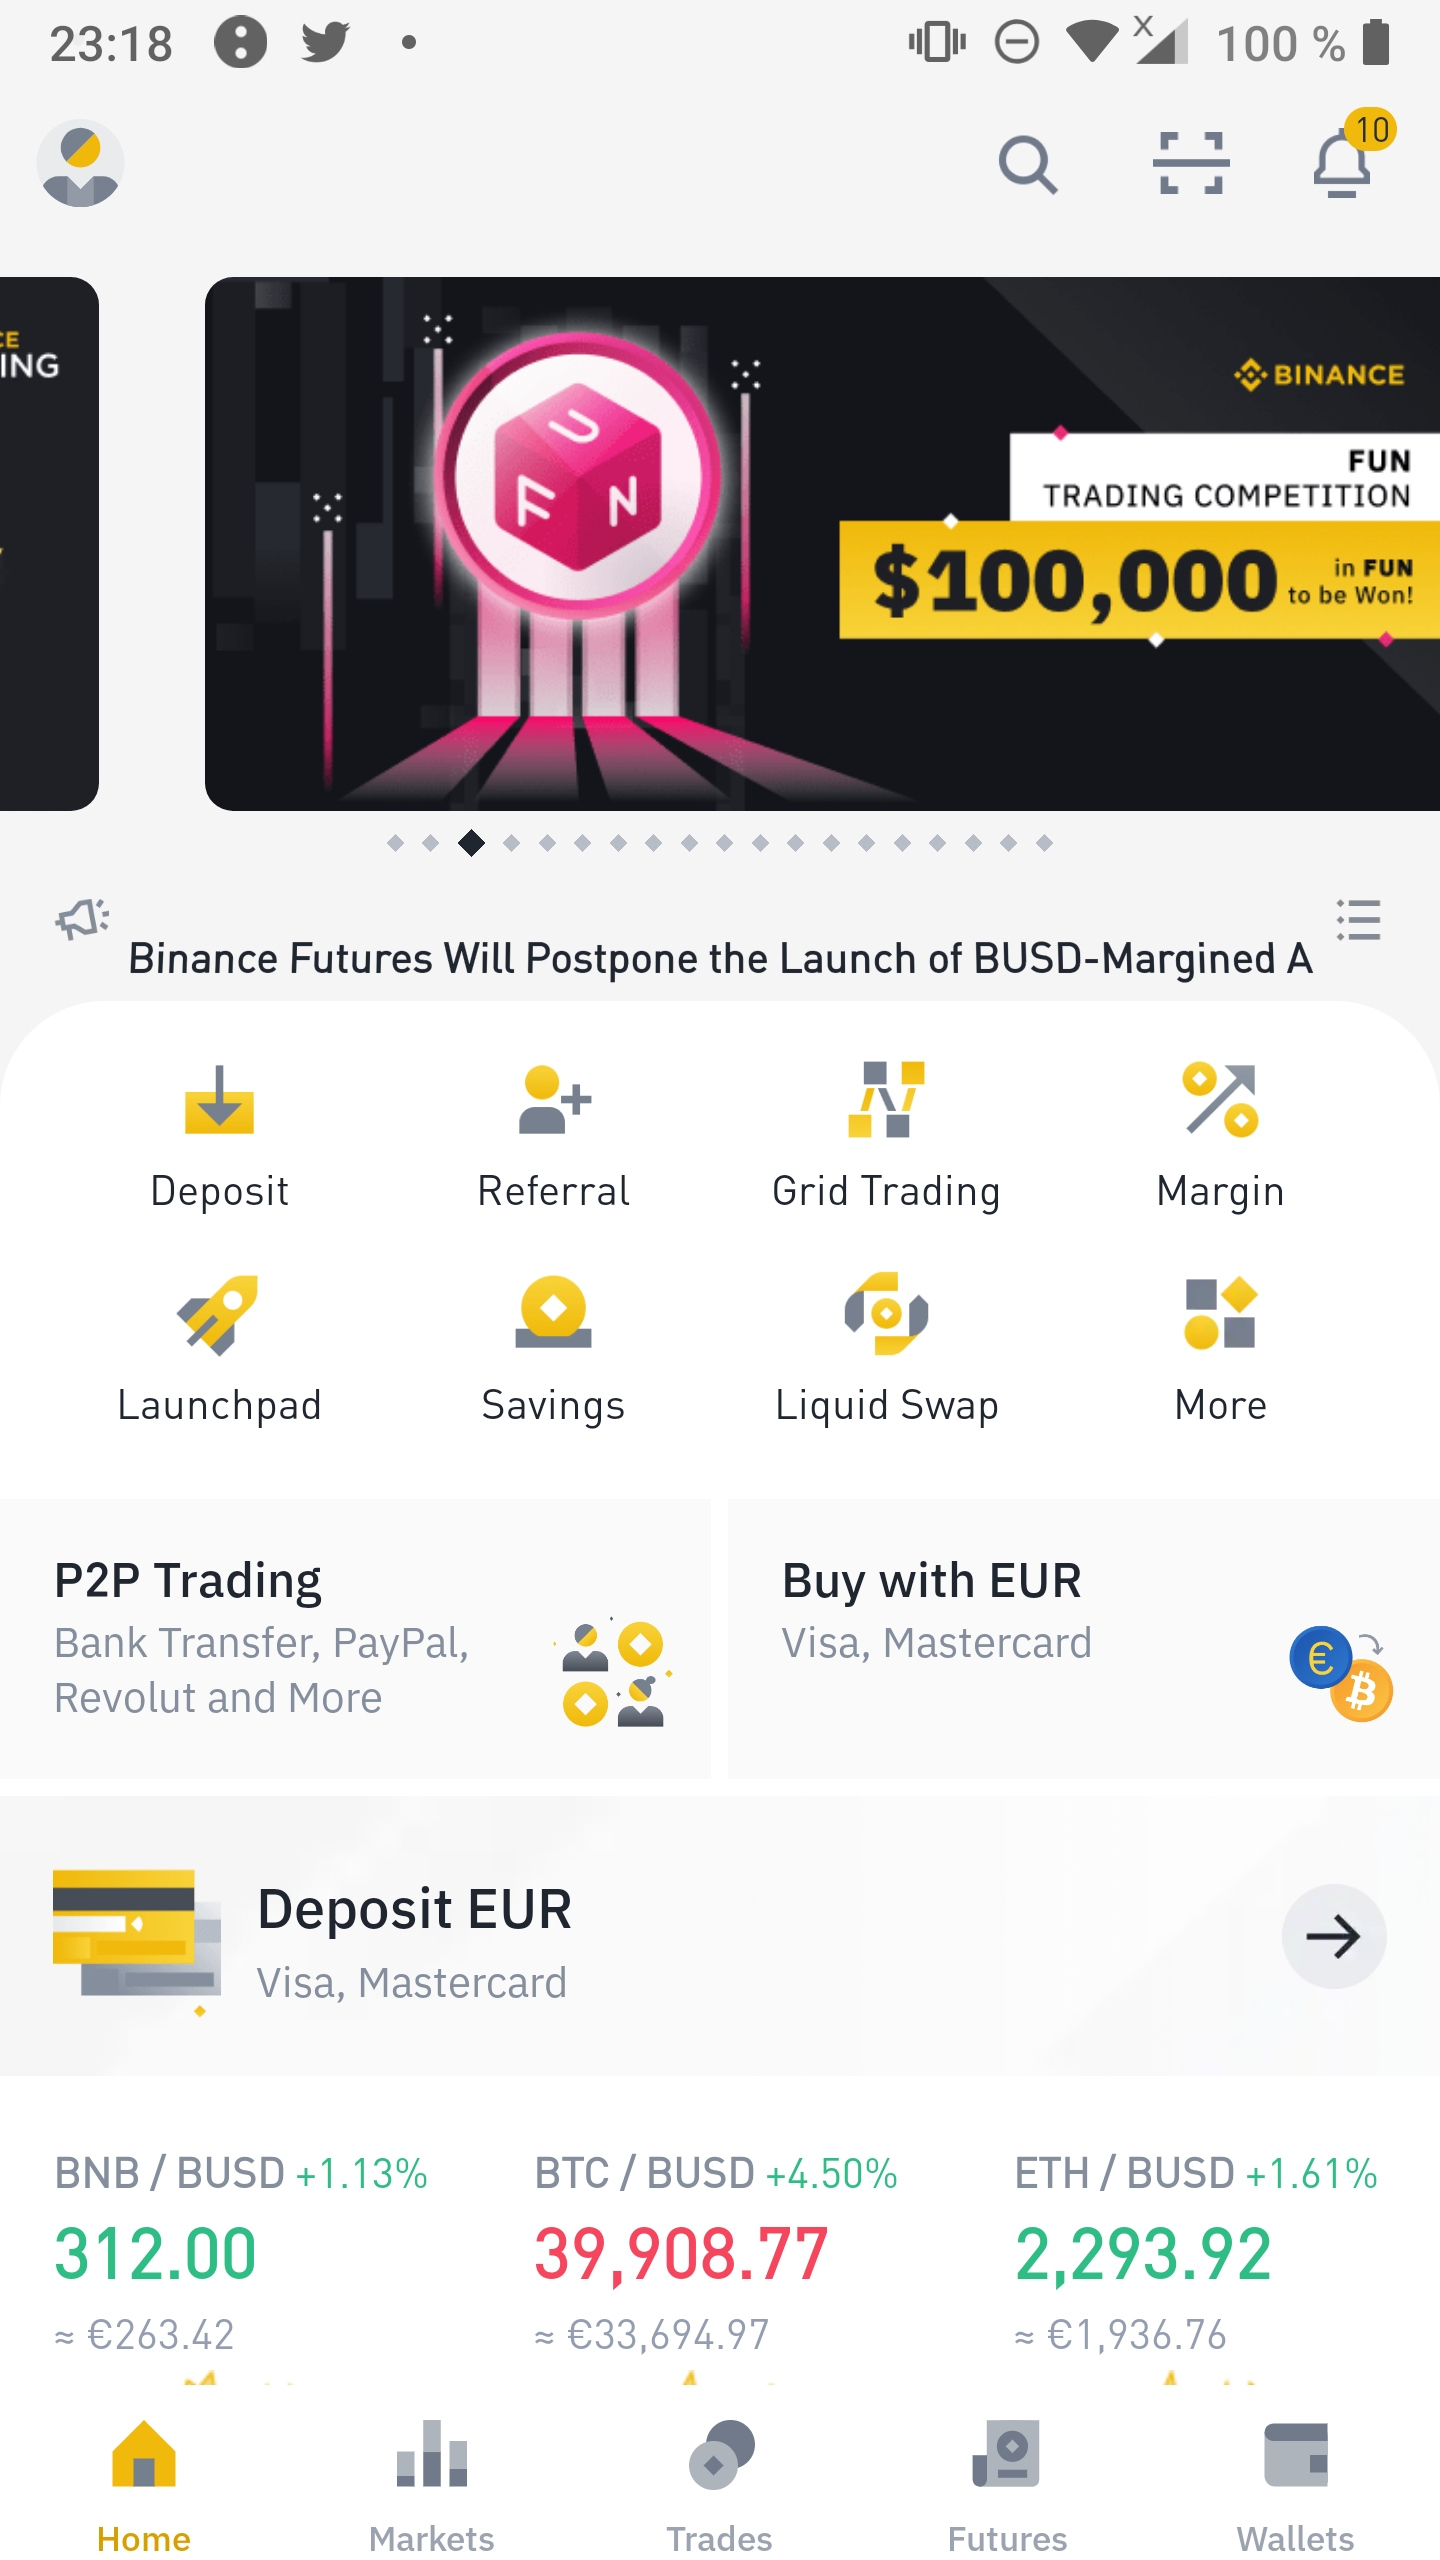 23:18
100 %
10
CE
ING
BINANCE
FUN
TRADING COMPETITION
$100,000 in FUN
to be Won!
U
F N
Binance Futures Will Postpone the Launch of BUSD-Margined A
Deposit Referral Grid Trading Margin
Launchpad Savings Liquid Swap More
P2P Trading
Bank Transfer, PayPal,
Revolut and More
Buy with EUR
Visa, Mastercard
Deposit EUR
Visa, Mastercard
BNB / BUSD +1.13%
312.00
≈ €263.42
BTC / BUSD +4.50%
39,908.77
≈ €33,694.97
ETH / BUSD +1.61%
2,293.92
≈ €1,936.76
Home Markets Trades Futures Wallets